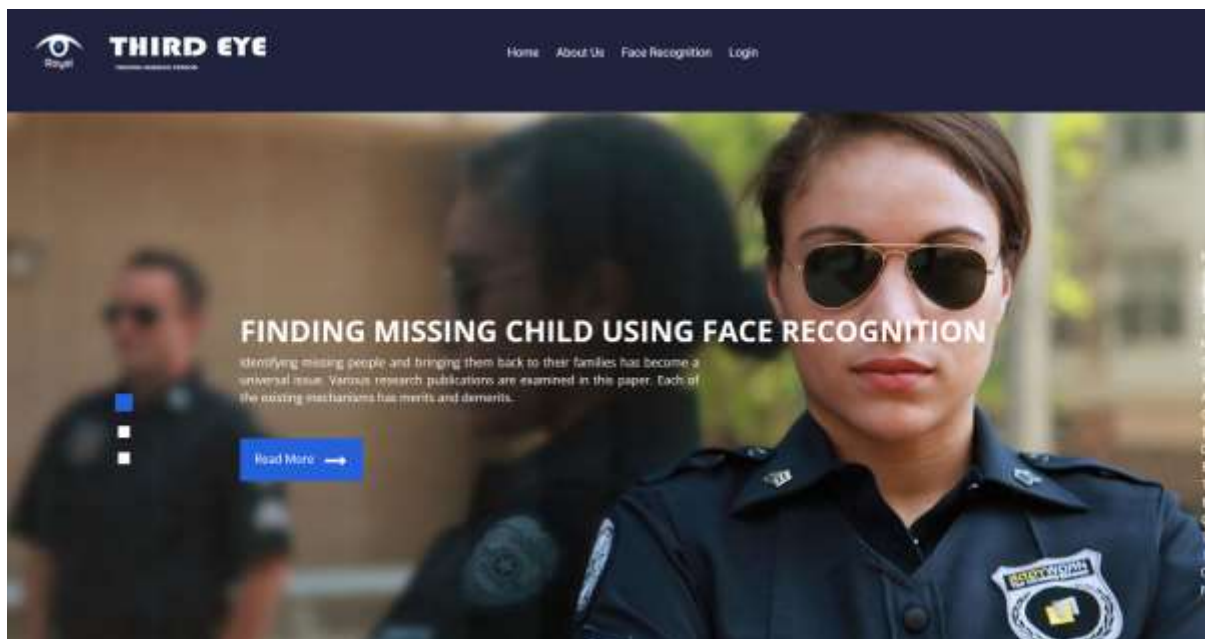 Royal
THIRD EYE
Home About Us Face Recognition Login
FINDING MISSING CHILD USING FACE RECOGNITION
Identifying missing people and bringing them back to their families has become a
universal issue. Various research publications are examined in this paper. Each of
the existing mechanisms has merits and demerits.
Read More
BODYWORN